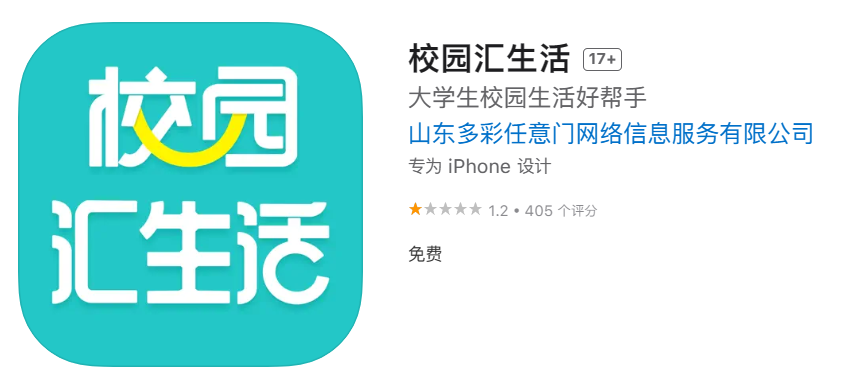 校园
汇生活
校园汇生活 17+
大学生校园生活好帮手
山东多彩任意门网络信息服务有限公司
专为 iPhone 设计
★★★★★ 1.2 • 405 个评分
免费